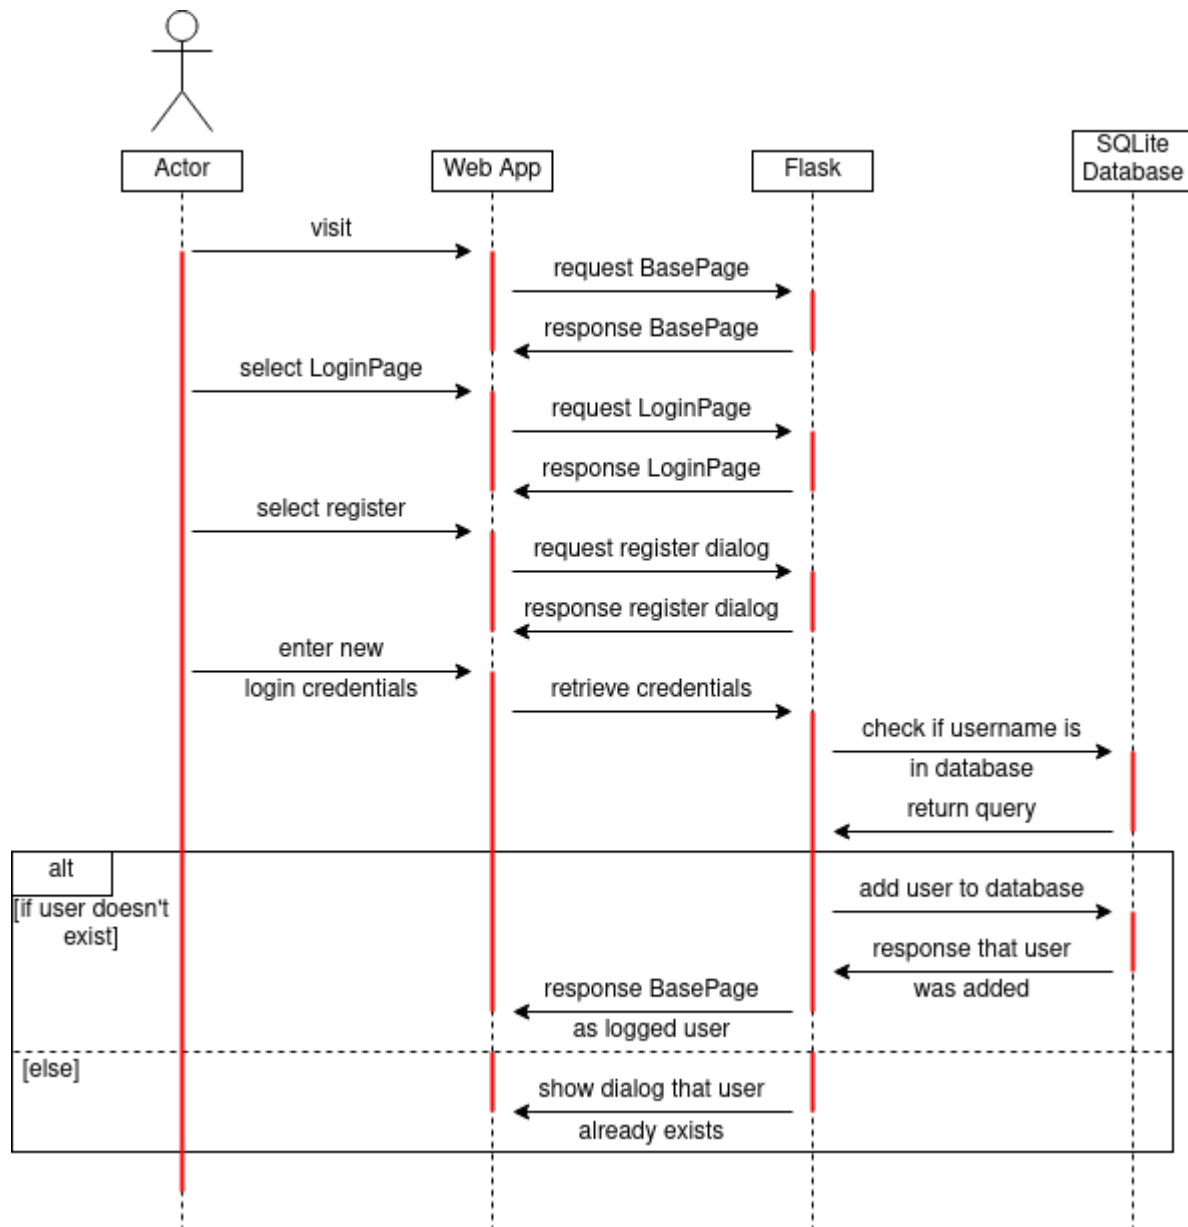 Actor
Web App
Flask
SQLite
Database
visit
request BasePage
response BasePage
select LoginPage
request LoginPage
response LoginPage
select register
request register dialog
response register dialog
enter new
login credentials
retrieve credentials
check if username is
in database
return query
alt
[if user doesn't
exist]
add user to database
response that user
was added
response BasePage
as logged user
[else]
show dialog that user
already exists